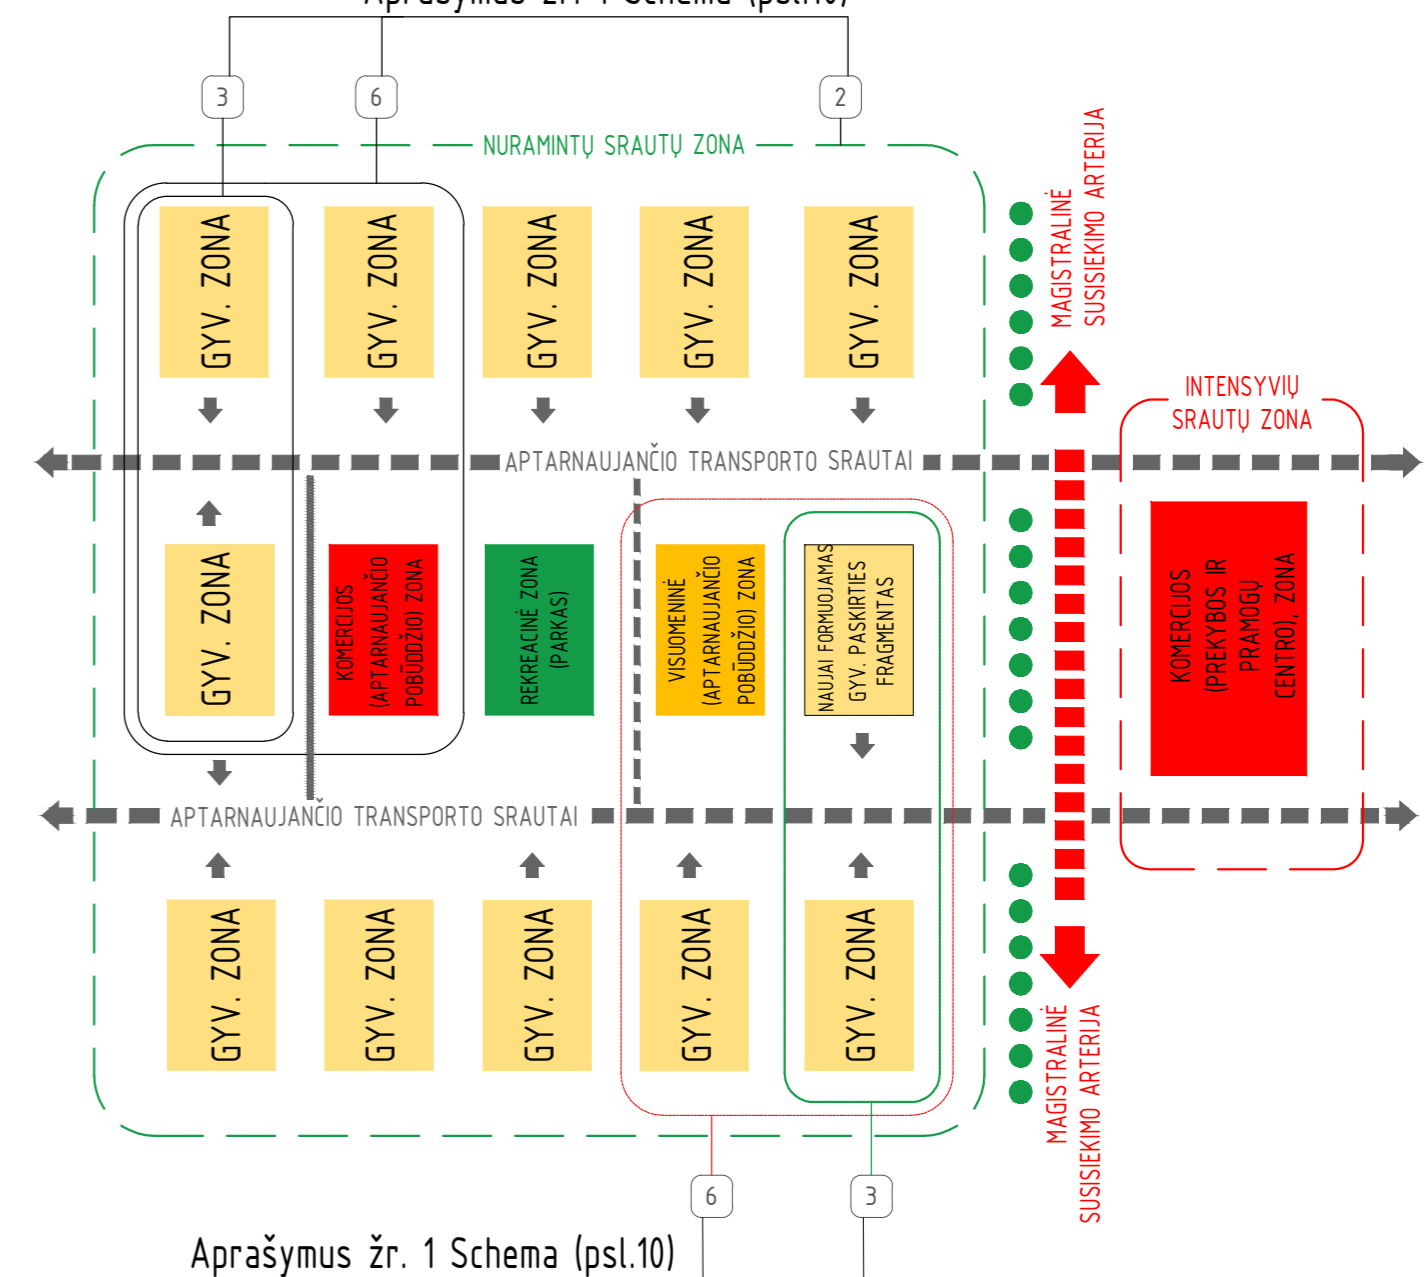 Aprašymus žr. 1 Schema (psl.10)
3
6
2
NURAMINTŲ SRAUTŲ ZONA
GYV. ZONA
GYV. ZONA
GYV. ZONA
GYV. ZONA
GYV. ZONA
MAGISTRALINĖ
SUSISIEKIMO ARTERIJA
INTENSYVIŲ
SRAUTŲ ZONA
APTARNAUJANČIO TRANSPORTO SRAUTAI
GYV. ZONA
KOMERCIJOS
(APTARNAUJANČIO
POBŪDDŽIO) ZONA
REKREACINĖ ZONA
(PARKAS)
VISUOMENINĖ
(APTARNAUJANČIO
POBŪDDŽIO) ZONA
NAUJAI FORMUOJAMAS
GYV. PASKIRTIES
FRAGMENTAS
KOMERCIJOS
(PREKYBOS IR
PRAMOGŲ
CENTRO), ZONA
APTARNAUJANČIO TRANSPORTO SRAUTAI
GYV. ZONA
GYV. ZONA
GYV. ZONA
GYV. ZONA
GYV. ZONA
MAGISTRALINĖ
SUSISIEKIMO ARTERIJA
6
3
Aprašymus žr. 1 Schema (psl.10)